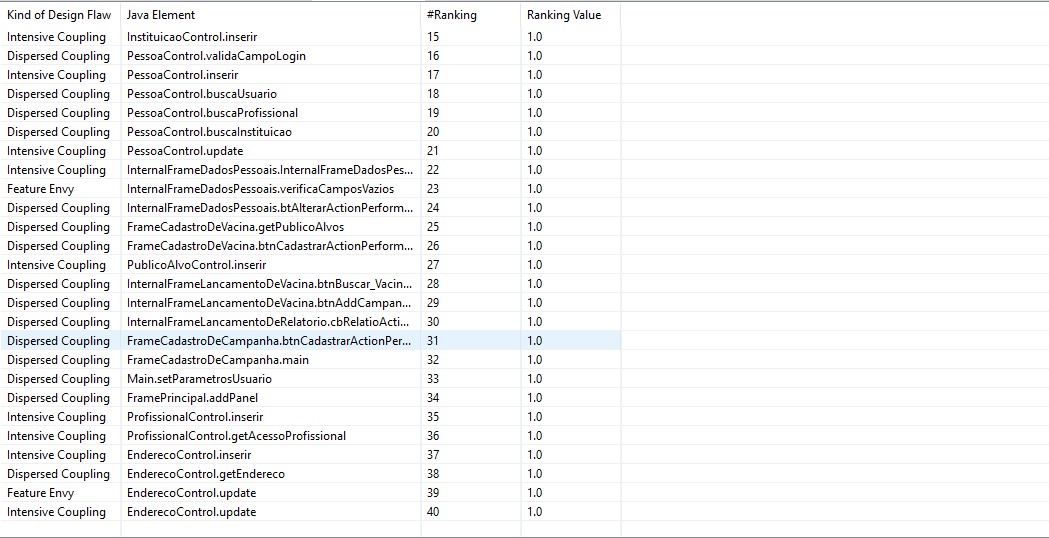 Kind of Design Flaw Java Element #Ranking Ranking Value
Intensive Coupling InstituicaoControl.inserir 15 1.0
Dispersed Coupling PessoaControl.validaCampoLogin 16 1.0
Intensive Coupling PessoaControl.inserir 17 1.0
Dispersed Coupling PessoaControl.buscaUsuario 18 1.0
Dispersed Coupling PessoaControl.buscaProfissional 19 1.0
Dispersed Coupling PessoaControl.buscaInstituicao 20 1.0
Intensive Coupling PessoaControl.update 21 1.0
Intensive Coupling InternalFrameDadosPessoais.InternalFrameDadosPes... 22 1.0
Feature Envy InternalFrameDadosPessoais.verificaCamposVazios 23 1.0
Dispersed Coupling InternalFrameDadosPessoais.btAlterarActionPerform... 24 1.0
Dispersed Coupling FrameCadastroDeVacina.getPublicoAlvos 25 1.0
Dispersed Coupling FrameCadastroDeVacina.btnCadastrarActionPerform... 26 1.0
Intensive Coupling PublicoAlvoControl.inserir 27 1.0
Dispersed Coupling InternalFrameLancamentoDeVacina.btnBuscar_Vacin... 28 1.0
Dispersed Coupling InternalFrameLancamentoDeVacina.btnAddCampan... 29 1.0
Dispersed Coupling InternalFrameLancamentoDeRelatorio.cbRelatioActi... 30 1.0
Dispersed Coupling FrameCadastroDeCampanha.btnCadastrarActionPer... 31 1.0
Dispersed Coupling FrameCadastroDeCampanha.main 32 1.0
Dispersed Coupling Main.setParametrosUsuario 33 1.0
Dispersed Coupling FramePrincipal.addPanel 34 1.0
Intensive Coupling ProfissionalControl.inserir 35 1.0
Intensive Coupling ProfissionalControl.getAcessoProfissional 36 1.0
Intensive Coupling EnderecoControl.inserir 37 1.0
Dispersed Coupling EnderecoControl.getEndereco 38 1.0
Feature Envy EnderecoControl.update 39 1.0
Intensive Coupling EnderecoControl.update 40 1.0